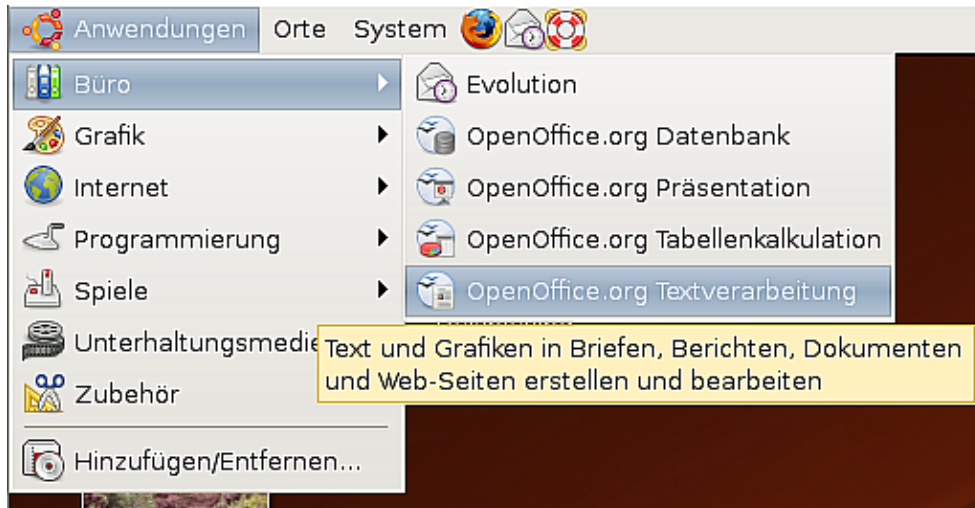 Anwendungen Orte System
Büro
Grafik
Internet
Programmierung
Spiele
Unterhaltungsmedie
Zubehör
Hinzufügen/Entfernen...
Evolution
OpenOffice.org Datenbank
OpenOffice.org Präsentation
OpenOffice.org Tabellenkalkulation
OpenOffice.org Textverarbeitung
Text und Grafiken in Briefen, Berichten, Dokumenten
und Web-Seiten erstellen und bearbeiten